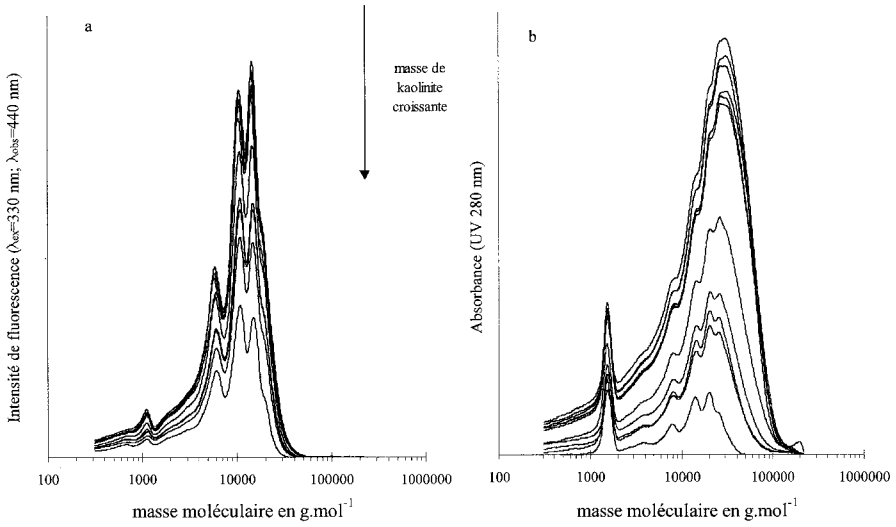 a
masse de
kaolinite
croissante
Intensité de fluorescence (λex=330 nm; λobs=440 nm)
100 1000 10000 100000 1000000
masse moléculaire en g.mol⁻¹
b
Absorbance (UV 280 nm)
100 1000 10000 100000 1000000
masse moléculaire en g.mol⁻¹